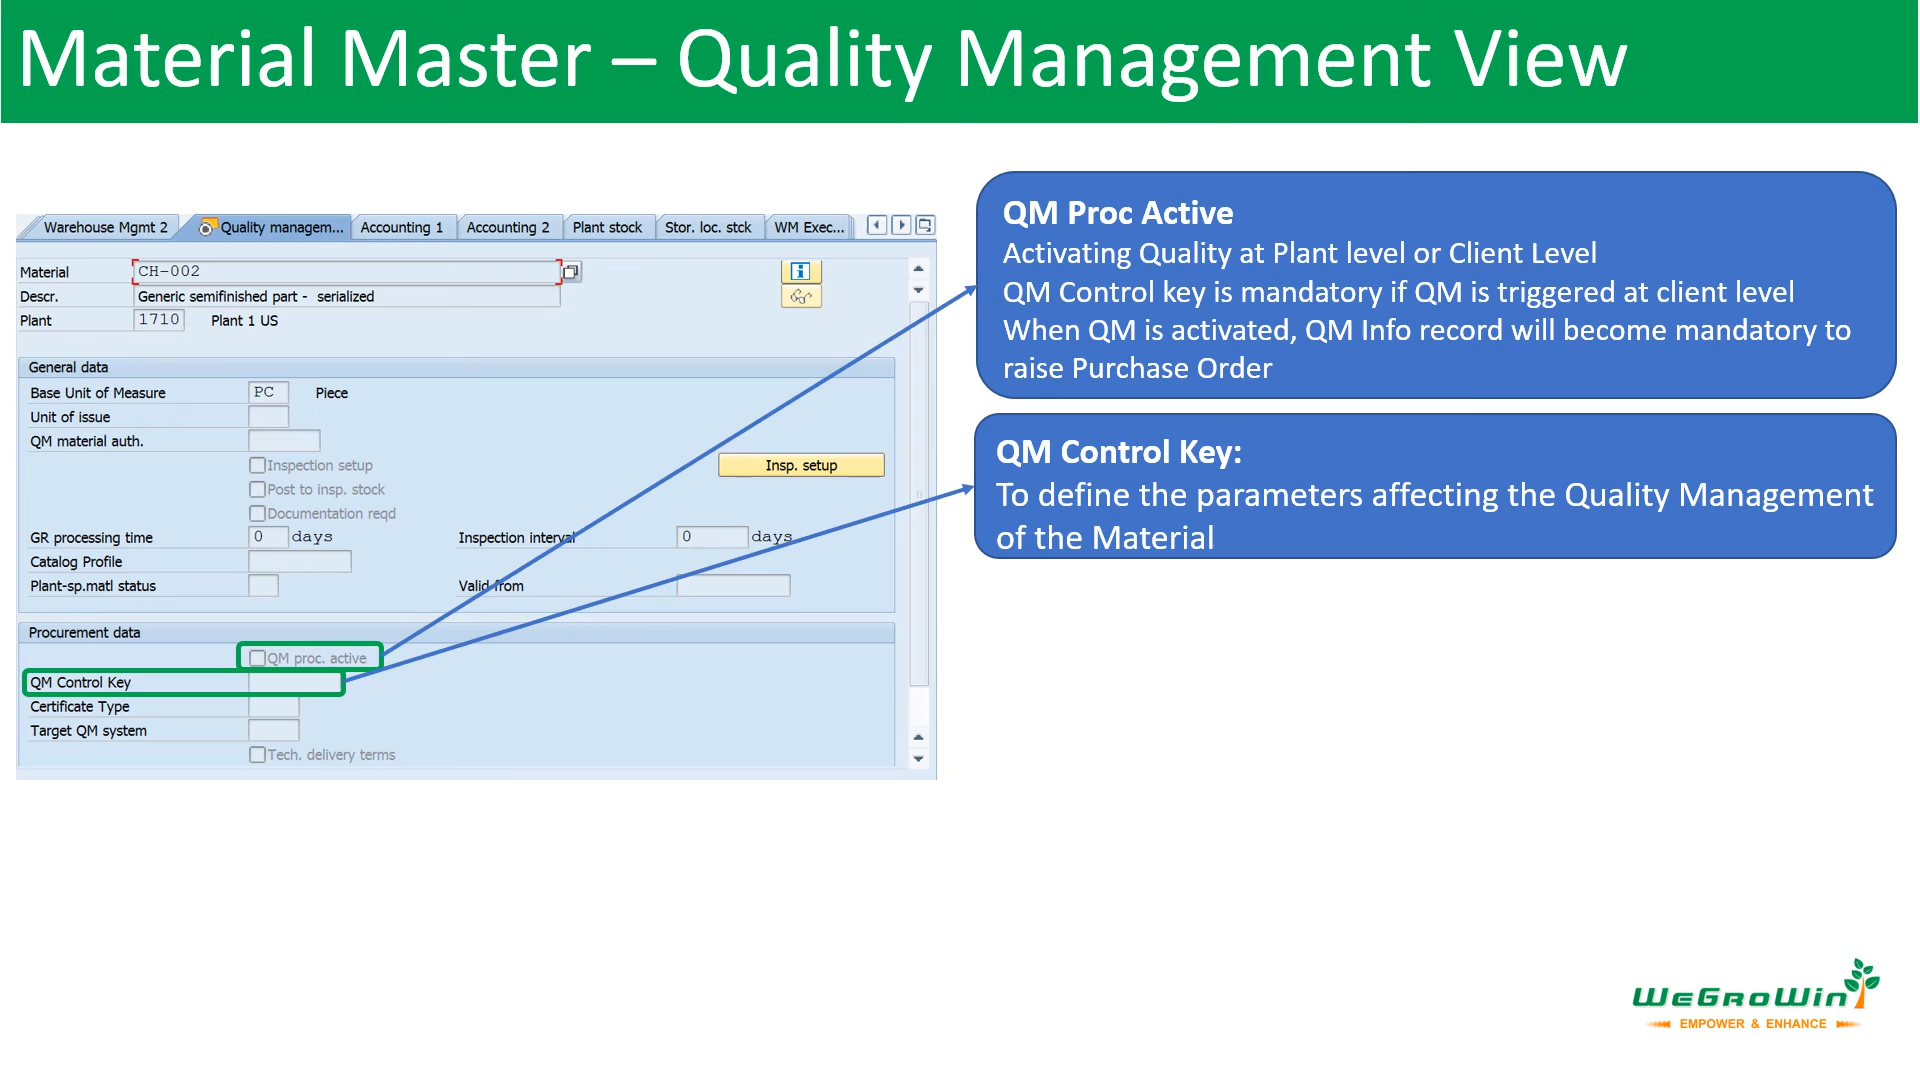 Material Master – Quality Management View
Warehouse Mgmt 2
Quality managem...
Accounting 1
Accounting 2
Plant stock
Stor. loc. stck
WM Exec...
Material CH-002
Descr. Generic semifinished part - serialized
Plant 1710 Plant 1 US
General data
Base Unit of Measure PC Piece
Unit of issue
QM material auth.
Inspection setup
Insp. setup
Post to insp. stock
Documentation reqd
GR processing time 0 days Inspection interval 0 days
Catalog Profile
Plant-sp.matl status Valid from
Procurement data
QM proc. active
QM Control Key
Certificate Type
Target QM system
Tech. delivery terms
QM Proc Active
Activating Quality at Plant level or Client Level
QM Control key is mandatory if QM is triggered at client level
When QM is activated, QM Info record will become mandatory to
raise Purchase Order
QM Control Key:
To define the parameters affecting the Quality Management
of the Material
WeGroWin
EMPOWER & ENHANCE